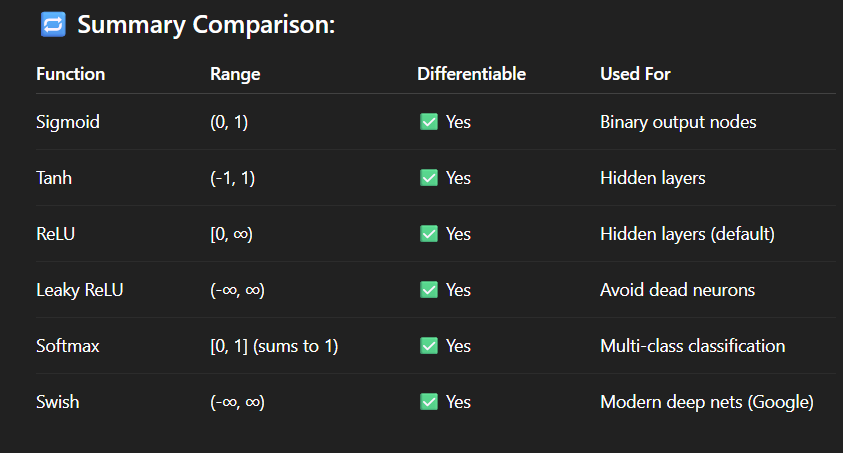 🔁 Summary Comparison:
Function Range Differentiable Used For
Sigmoid (0, 1) ✅ Yes Binary output nodes
Tanh (-1, 1) ✅ Yes Hidden layers
ReLU [0, ∞) ✅ Yes Hidden layers (default)
Leaky ReLU (-∞, ∞) ✅ Yes Avoid dead neurons
Softmax [0, 1] (sums to 1) ✅ Yes Multi-class classification
Swish (-∞, ∞) ✅ Yes Modern deep nets (Google)